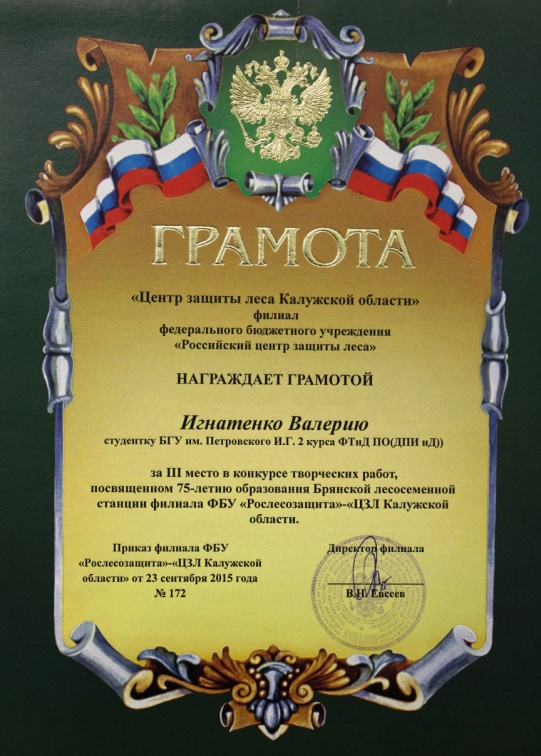 ГРАМОТА
«Центр защиты леса Калужской области»
филиал
федерального бюджетного учреждения
«Российский центр защиты леса»
НАГРАЖДАЕТ ГРАМОТОЙ
Игнатенко Валерию
студентку БГУ им. Петровского И.Г. 2 курса ФТиД ПО(ДПИ иД))
за III место в конкурсе творческих работ,
посвященном 75-летию образования Брянской лесосеменной
станции филиала ФБУ «Рослесозащита»-«ЦЗЛ Калужской
области.
Приказ филиала ФБУ
«Рослесозащита»-«ЦЗЛ Калужской
области» от 23 сентября 2015 года
№ 172
Директор филиала
В.Н. Евсеев